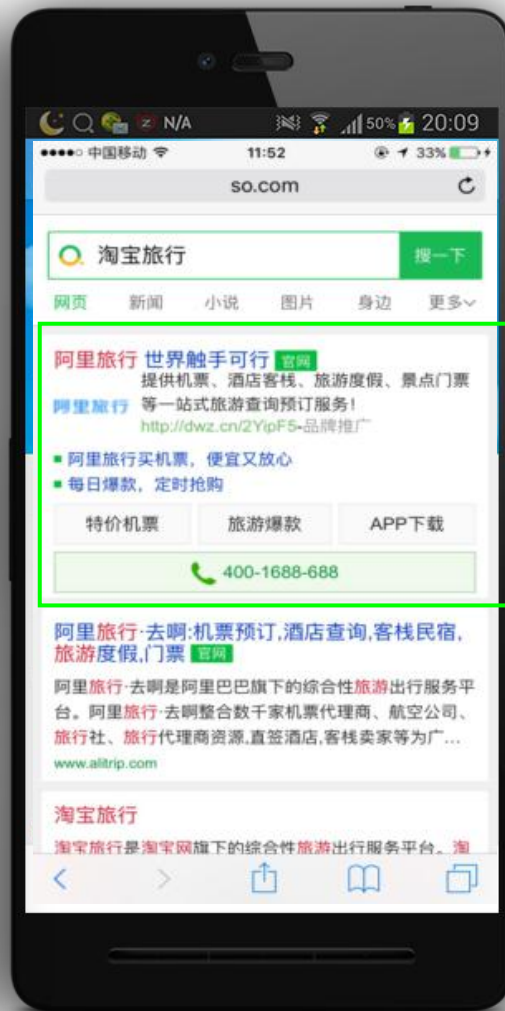 N/A 50% 20:09
中国移动 11:52 33%
so.com
淘宝旅行 搜一下
网页 新闻 小说 图片 身边 更多
阿里旅行 世界触手可行 官网
提供机票、酒店客栈、旅游度假、景点门票
阿里旅行 等一站式旅游查询预订服务!
http://dwz.cn/2YipF5-品牌推广
阿里旅行买机票，便宜又放心
每日爆款，定时抢购
特价机票 旅游爆款 APP下载
400-1688-688
阿里旅行·去啊:机票预订,酒店查询,客栈民宿,
旅游度假,门票 官网
阿里旅行·去啊是阿里巴巴旗下的综合性旅游出行服务平
台。阿里旅行·去啊整合数千家机票代理商、航空公司、
旅行社、旅行代理商资源,直签酒店,客栈卖家等为广...
www.alitrip.com
淘宝旅行
淘宝旅行是淘宝网旗下的综合性旅游出行服务平台。淘